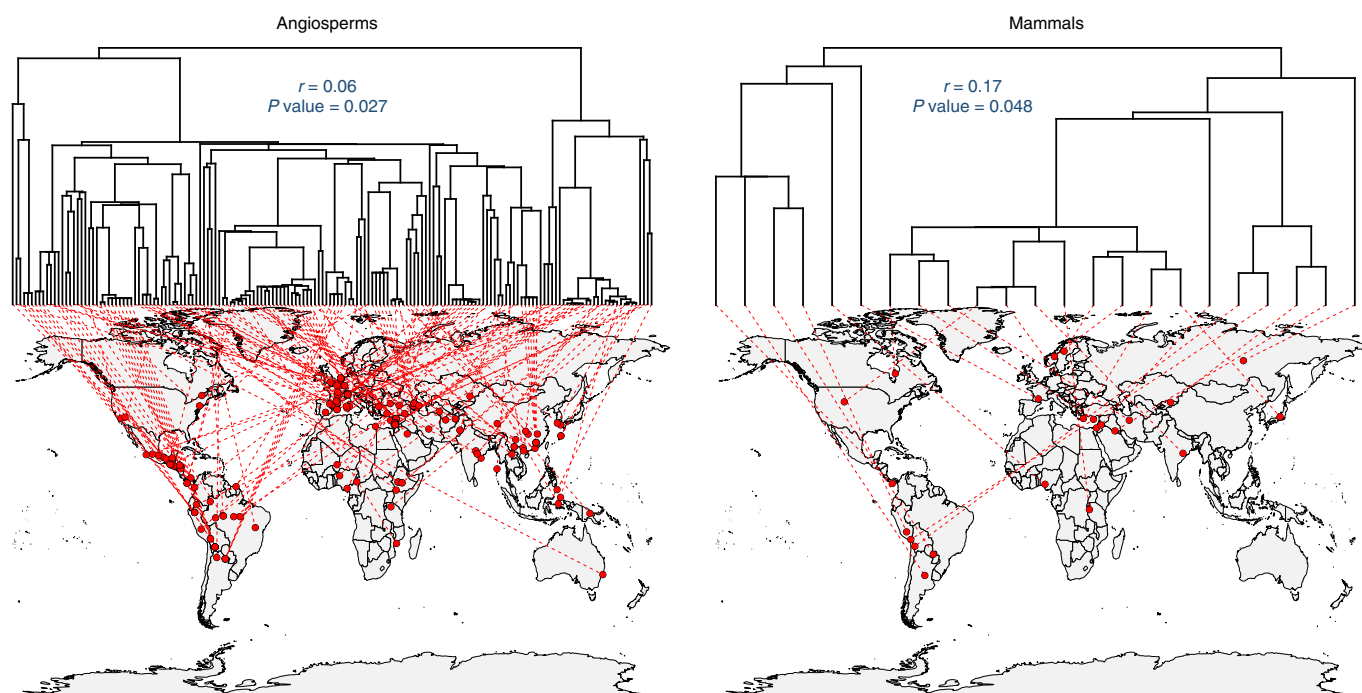 Angiosperms
r = 0.06
P value = 0.027
Mammals
r = 0.17
P value = 0.048